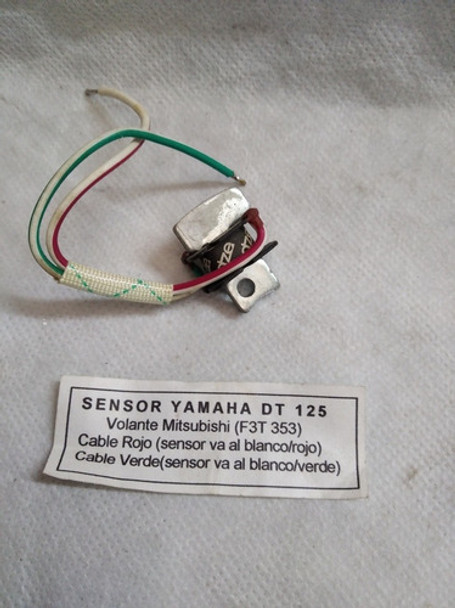 SENSOR YAMAHA DT 125
Volante Mitsubishi (F3T 353)
Cable Rojo (sensor va al blanco/rojo)
Cable Verde(sensor va al blanco/verde)